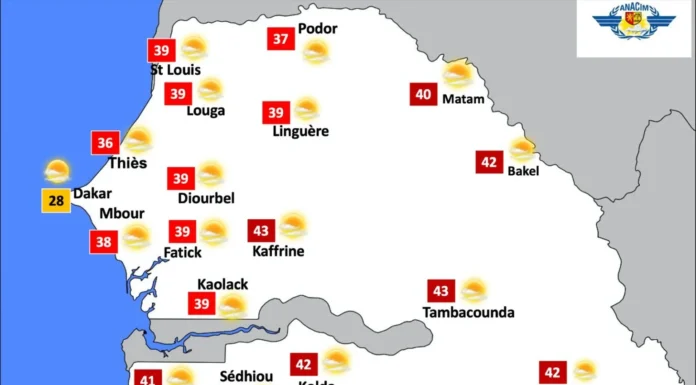 ANACIM
37
Podor
39
St Louis
39
Louga
40
Matam
39
Linguère
36
Thiès
42
Bakel
39
Diourbel
28
Dakar
Mbour
38
39
Fatick
43
Kaffrine
Kaolack
39
43
Tambacounda
42
Kolda
Sédhiou
41
42